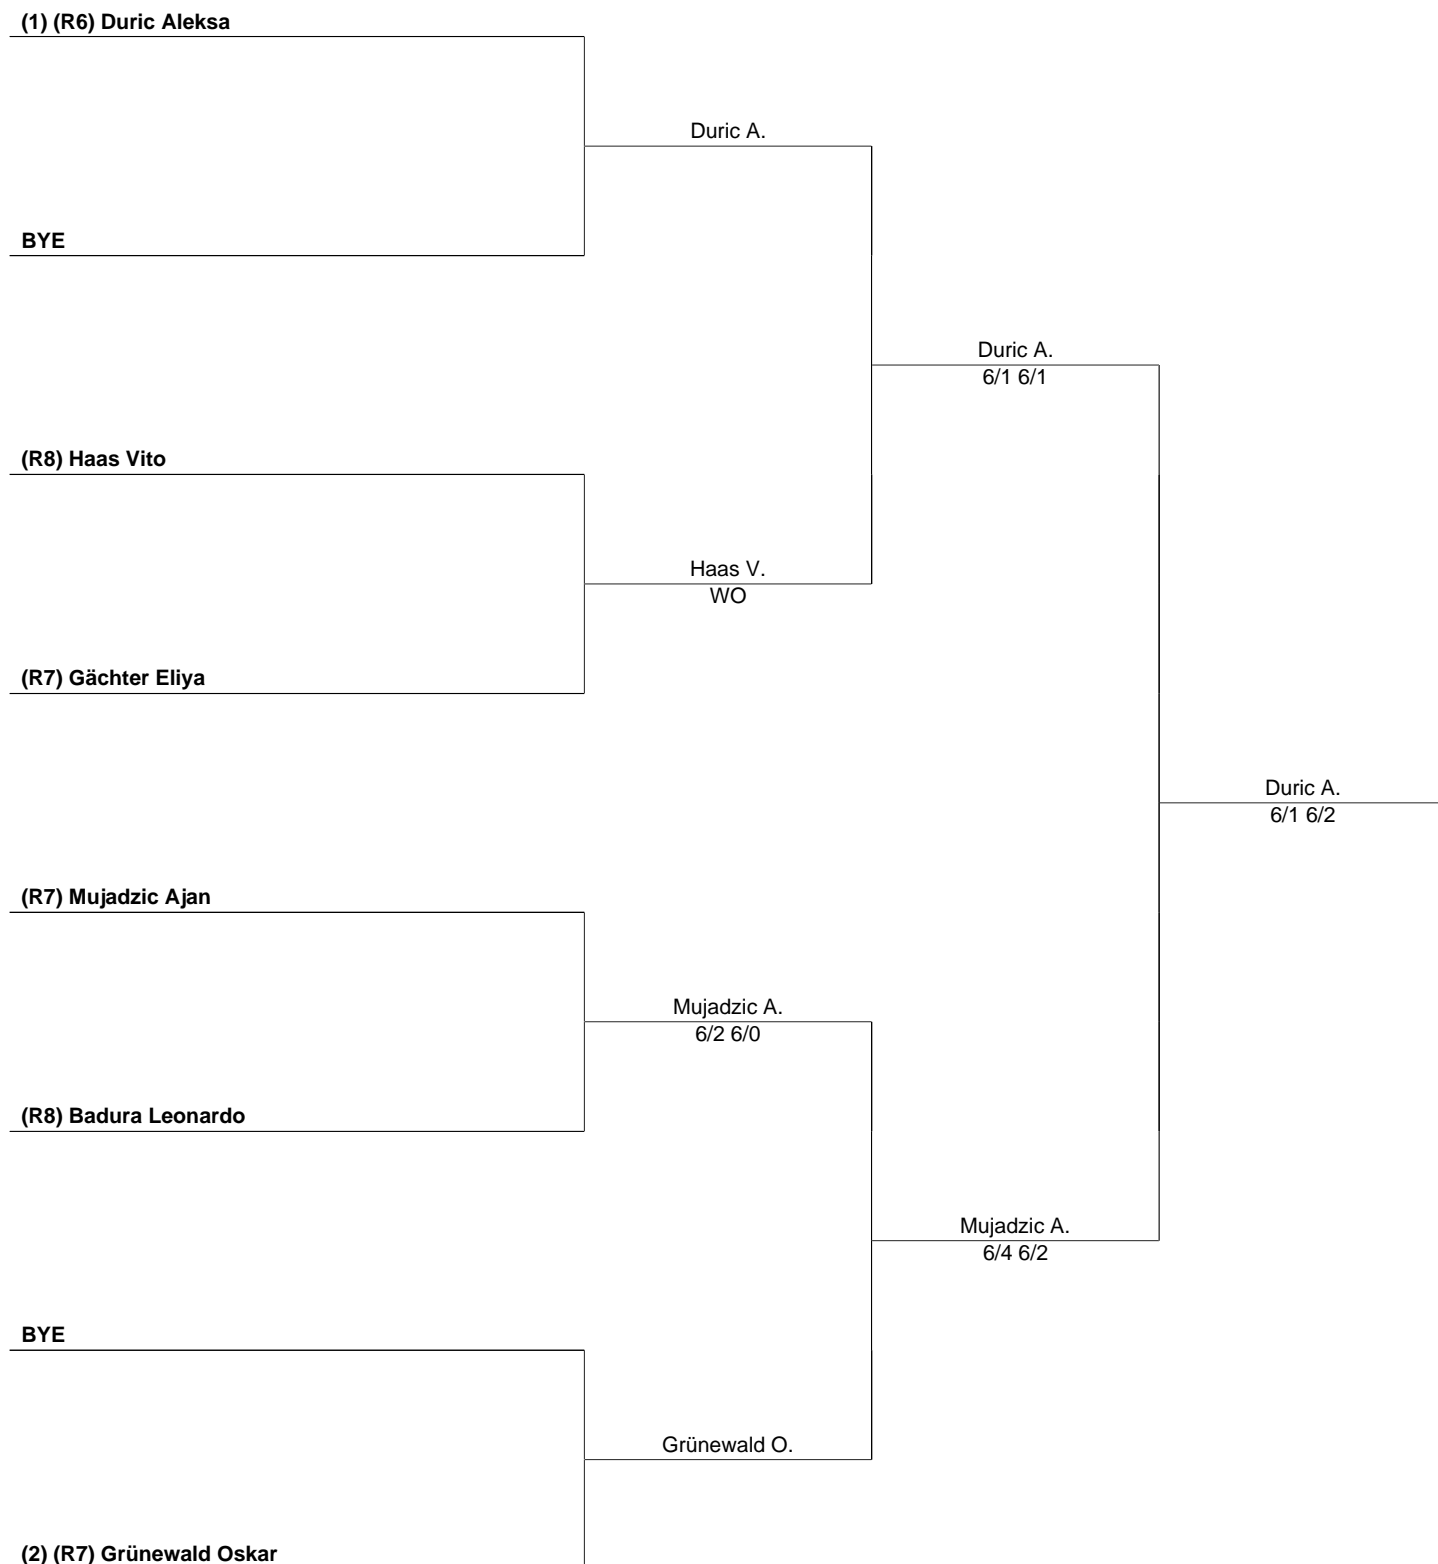 (1) (R6) Duric Aleksa
Duric A.
BYE
Duric A.
6/1 6/1
(R8) Haas Vito
Haas V.
WO
(R7) Gächter Eliya
Duric A.
6/1 6/2
(R7) Mujadzic Ajan
Mujadzic A.
6/2 6/0
(R8) Badura Leonardo
Mujadzic A.
6/4 6/2
BYE
Grünewald O.
(2) (R7) Grünewald Oskar